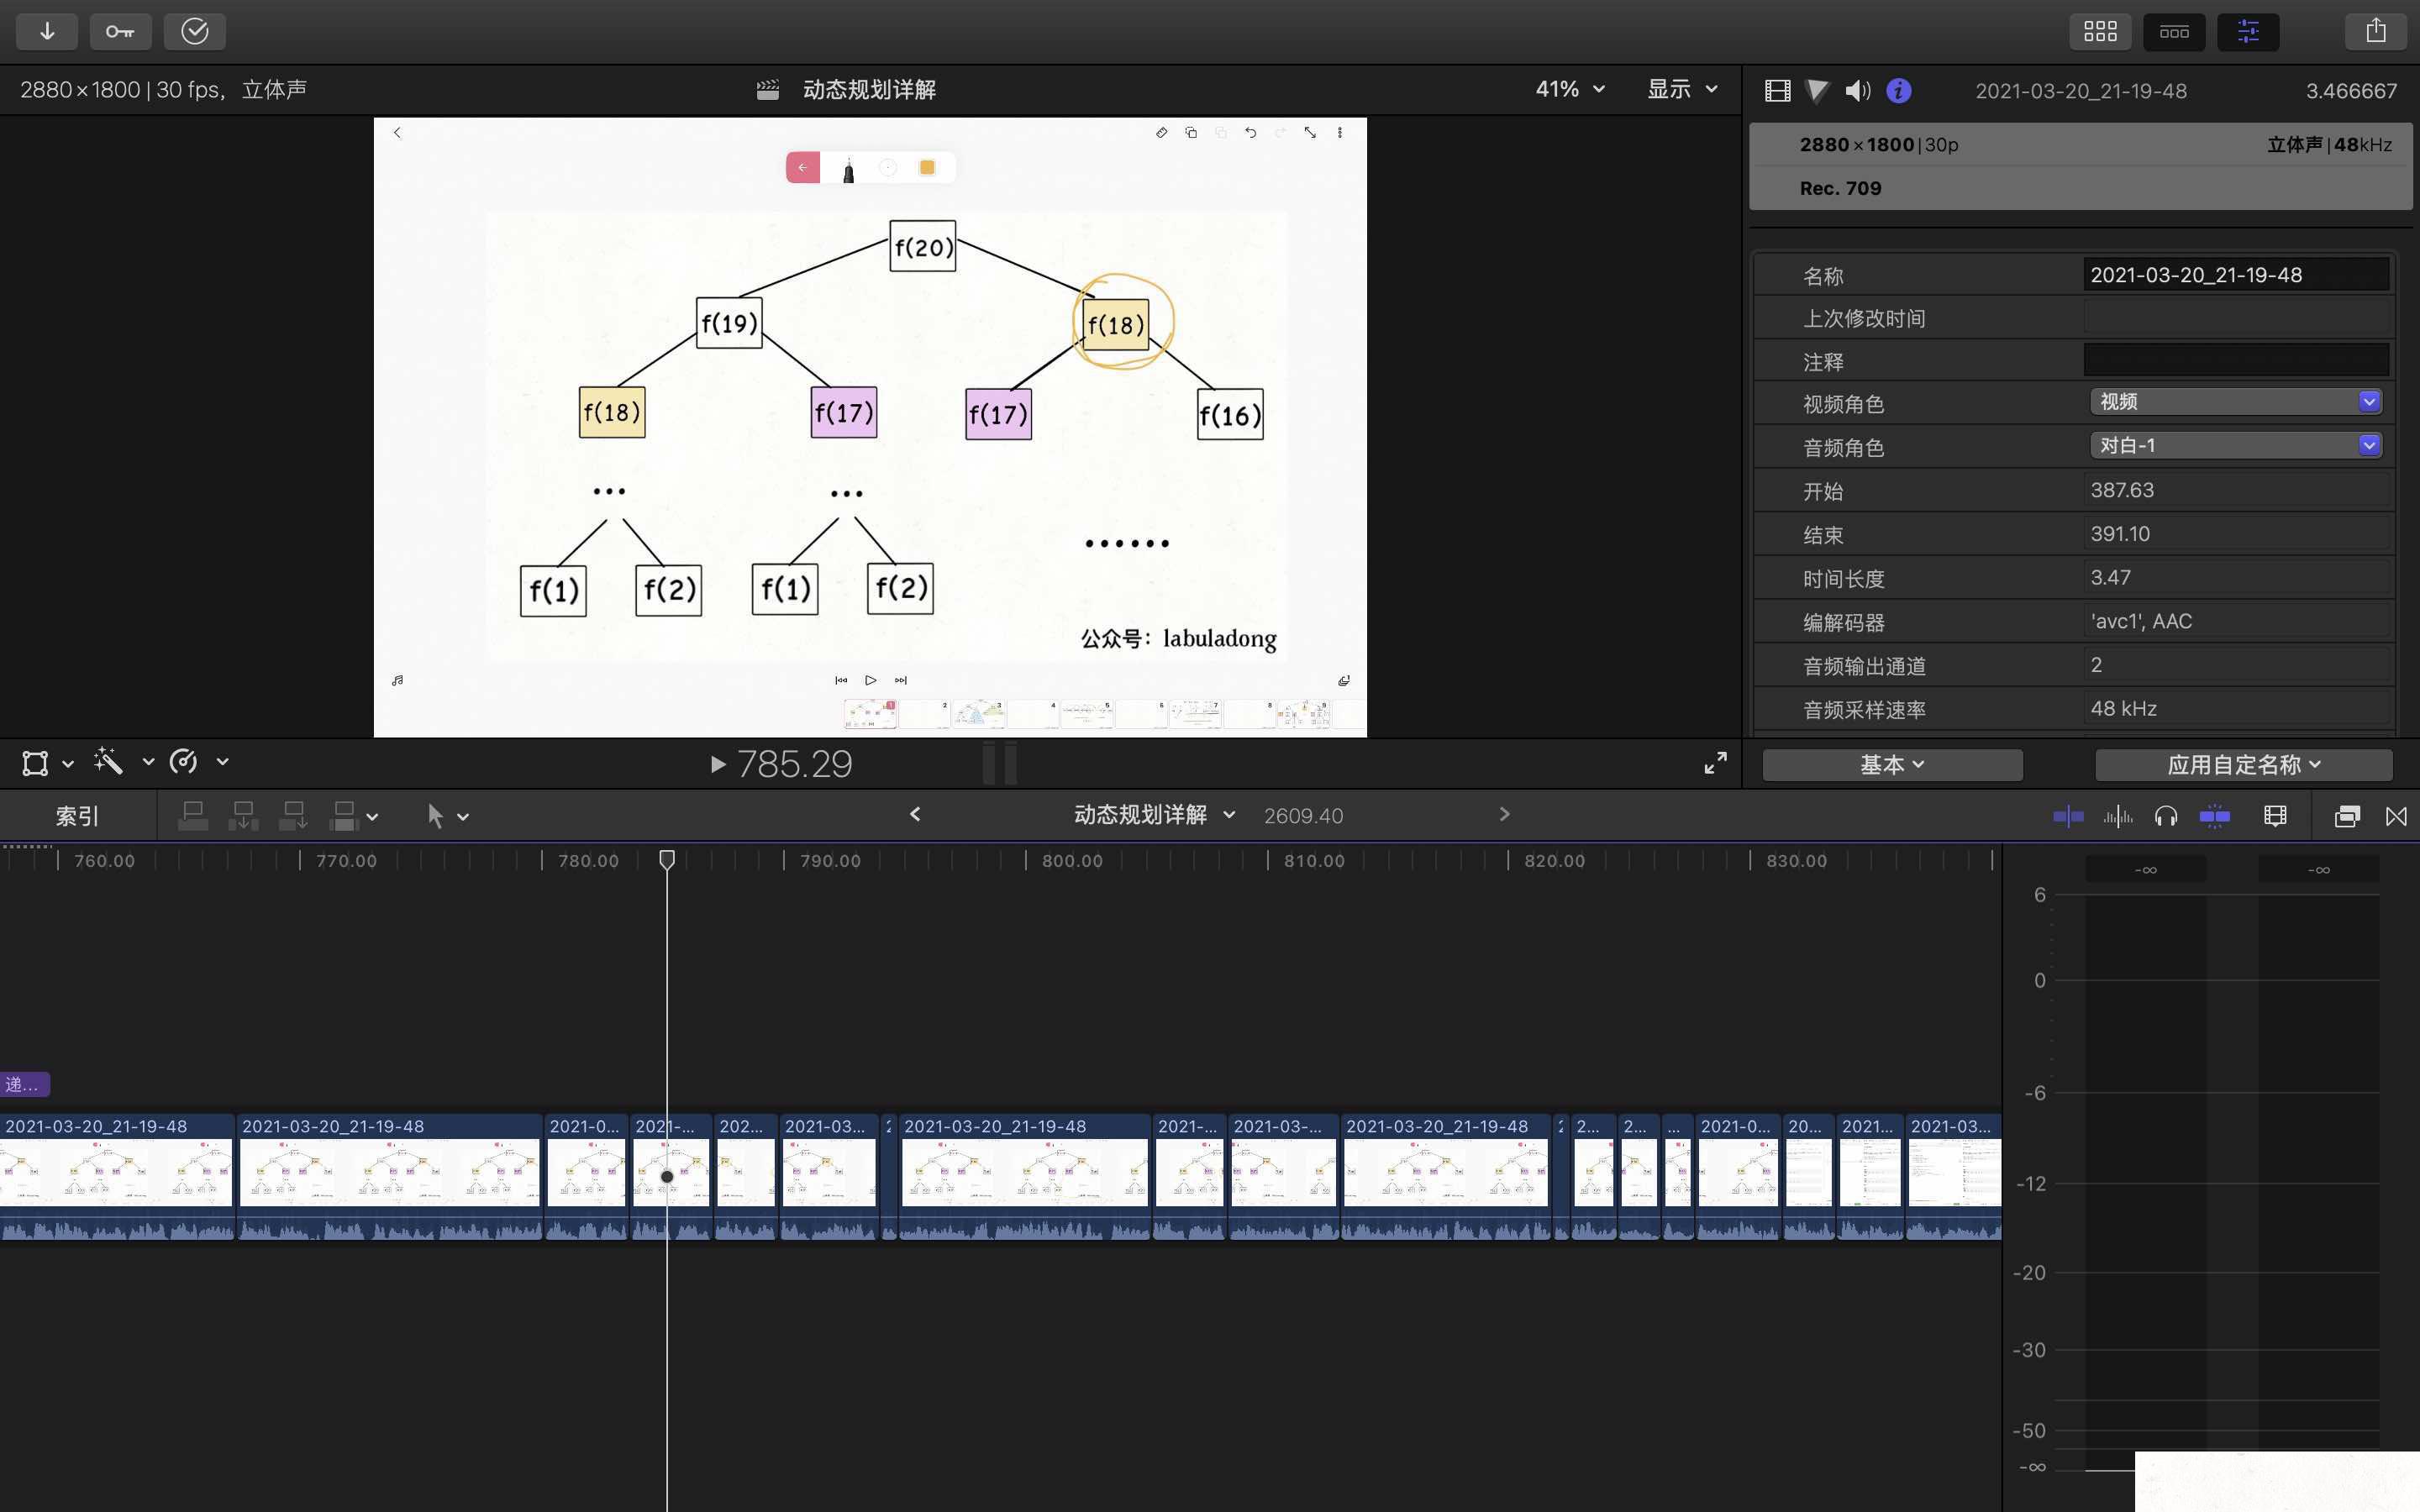 2880×1800 | 30 fps, 立体声
动态规划详解
41%
显示
2021-03-20_21-19-48
3.466667
2880×1800|30p
立体声|48kHz
Rec. 709
f(20)
f(19)
f(18)
f(18)
f(17)
f(17)
f(16)
...
...
......
f(1)
f(2)
f(1)
f(2)
公众号：labuladong
1
2
3
4
5
6
7
8
9
名称
2021-03-20_21-19-48
上次修改时间
注释
视频角色
视频
音频角色
对白-1
开始
387.63
结束
391.10
时间长度
3.47
编解码器
'avc1', AAC
音频输出通道
2
音频采样速率
48 kHz
785.29
基本
应用自定名称
索引
动态规划详解
2609.40
760.00
770.00
780.00
790.00
800.00
810.00
820.00
830.00
递...
2021-03-20_21-19-48
2021-03-20_21-19-48
2021-0...
2021-...
202...
2021-03...
2021-03-20_21-19-48
2021-...
2021-03-...
2021-03-20_21-19-48
2...
2...
...
2021-0...
20...
2021...
2021-03...
-∞
-∞
6
0
-6
-12
-20
-30
-50
-∞